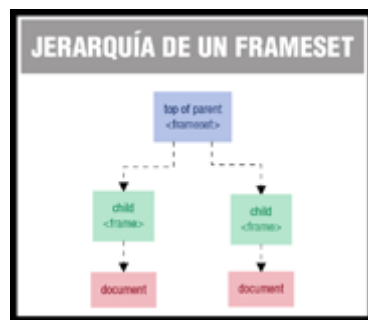 JERARQUÍA DE UN FRAMESET
top of parent
<frameset>
child
<frame>
child
<frame>
document
document